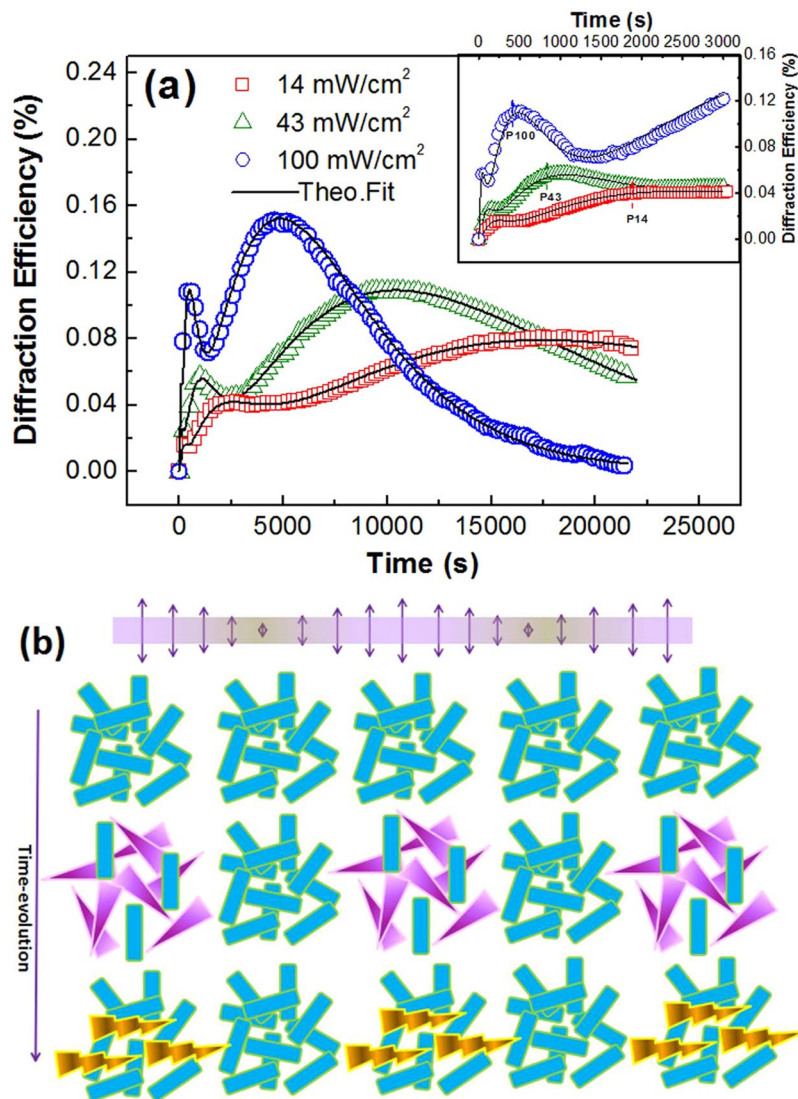 (a)
14 mW/cm²
43 mW/cm²
100 mW/cm²
Theo.Fit
Diffraction Efficiency (%)
0.24
0.20
0.16
0.12
0.08
0.04
0.00
0 5000 10000 15000 20000 25000
Time (s)
Time (s)
0 500 1000 1500 2000 2500 3000
0.16
0.12
0.08
0.04
0.00
Diffraction Efficiency (%)
P100
P43
P14
(b)
Time-evolution